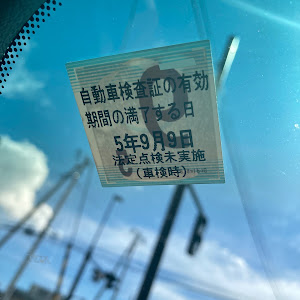 自動車検査証の有効
期間の満了する日
5年9月9日
法定点検未実施
(車検時)